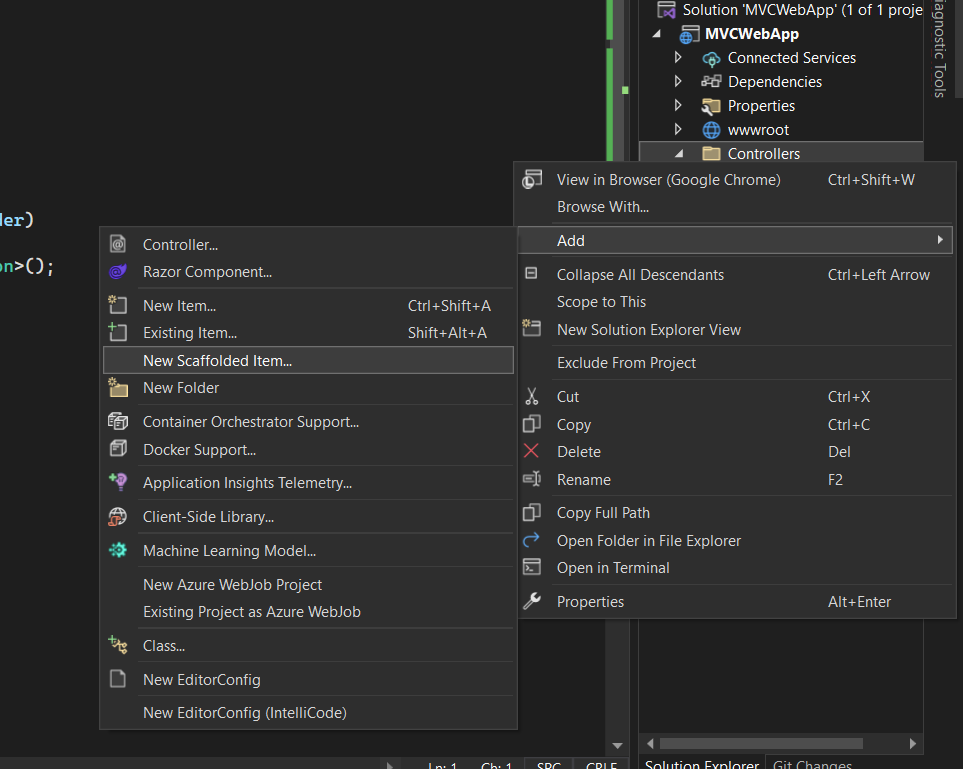 Solution 'MVCWebApp' (1 of 1 proje
MVCWebApp
Connected Services
Dependencies
Properties
wwwroot
Controllers
iagnostic Tools
der)
on>();
View in Browser (Google Chrome) Ctrl+Shift+W
Browse With...
Add
Collapse All Descendants Ctrl+Left Arrow
Scope to This
New Solution Explorer View
Exclude From Project
Cut Ctrl+X
Copy Ctrl+C
Delete Del
Rename F2
Copy Full Path
Open Folder in File Explorer
Open in Terminal
Properties Alt+Enter
Controller...
Razor Component...
New Item... Ctrl+Shift+A
Existing Item... Shift+Alt+A
New Scaffolded Item...
New Folder
Container Orchestrator Support...
Docker Support...
Application Insights Telemetry...
Client-Side Library...
Machine Learning Model...
New Azure WebJob Project
Existing Project as Azure WebJob
Class...
New EditorConfig
New EditorConfig (IntelliCode)
Ln: 1 Ch: 1 SPC CRLF
Solution Explorer Git Changes